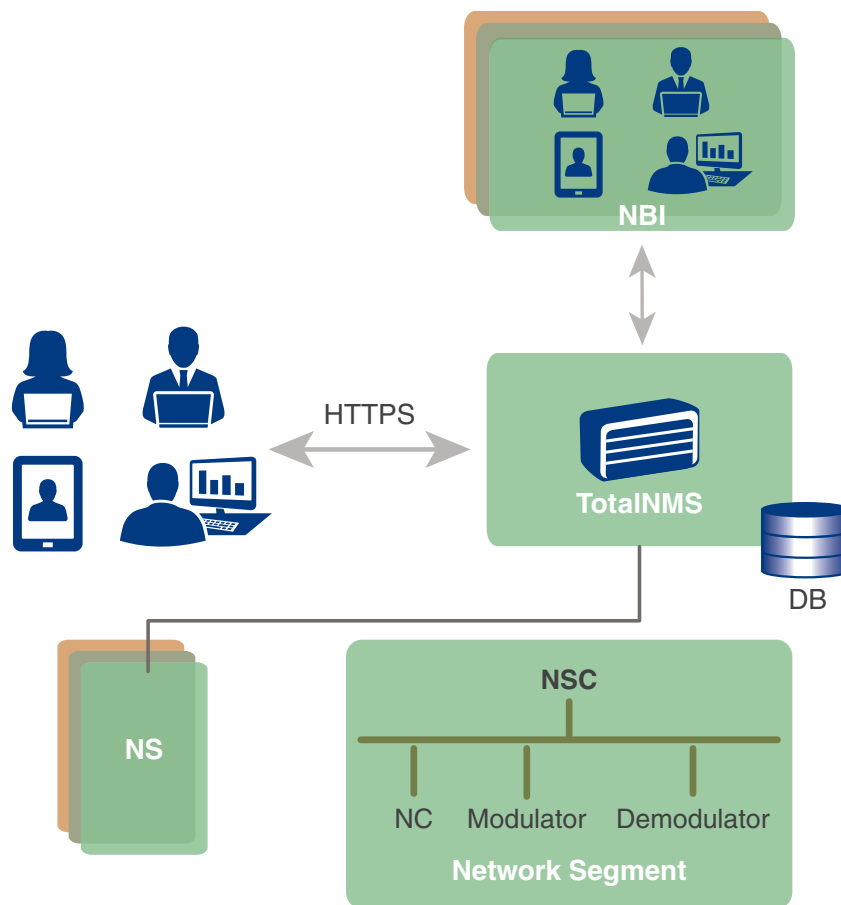 NBI
HTTPS
TotalNMS
DB
NS
NSC
NC Modulator Demodulator
Network Segment